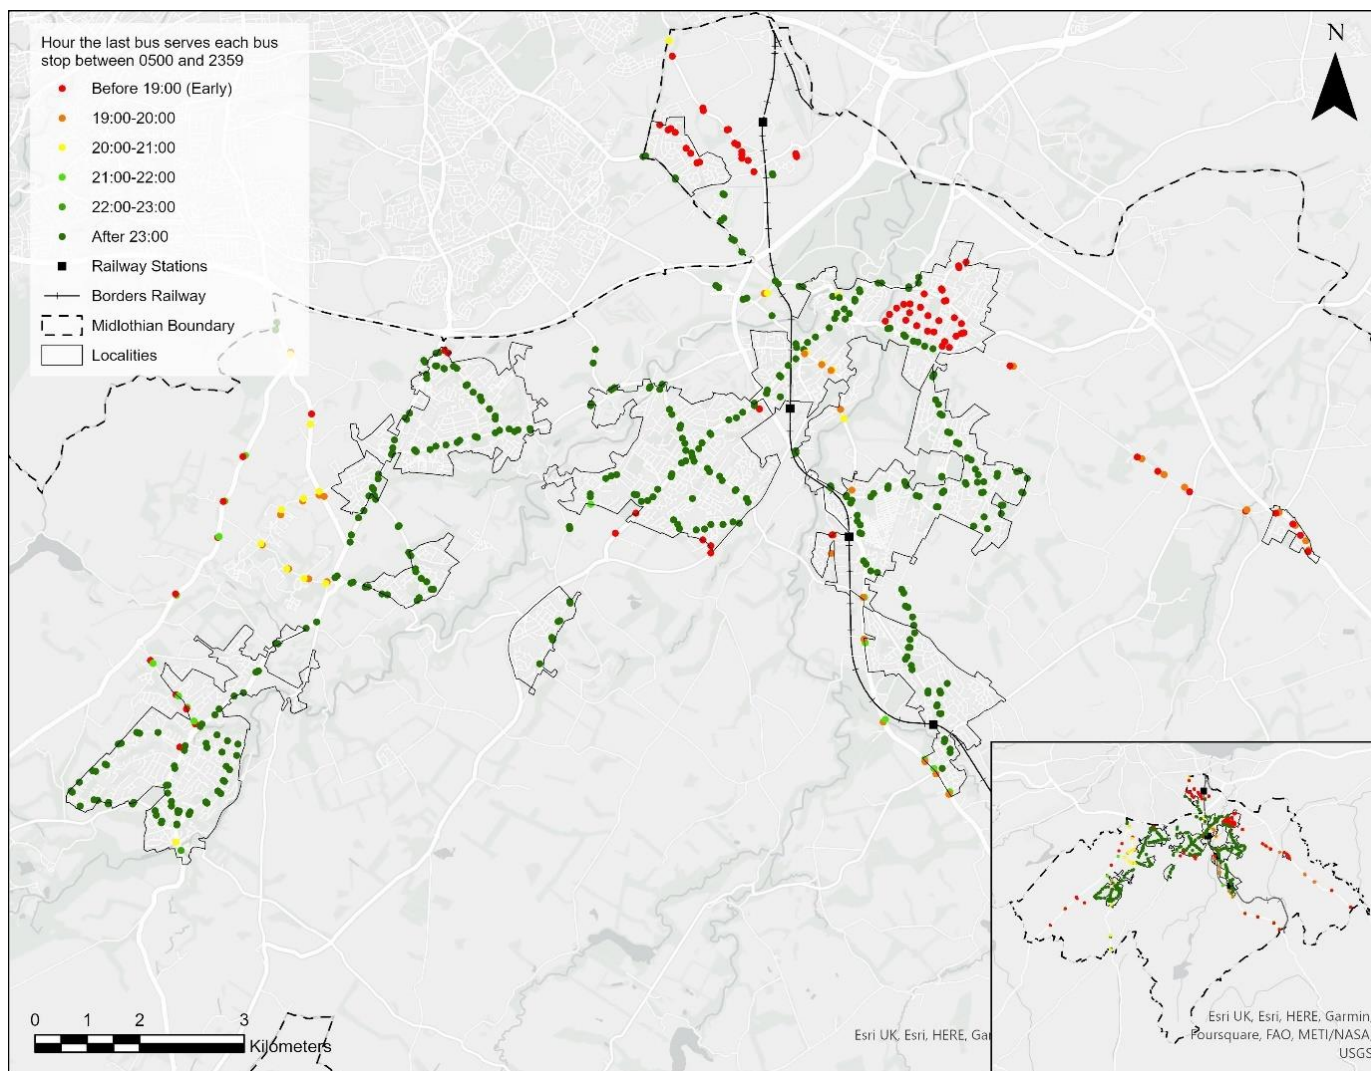 Hour the last bus serves each bus
stop between 0500 and 2359
Before 19:00 (Early)
19:00-20:00
20:00-21:00
21:00-22:00
22:00-23:00
After 23:00
Railway Stations
Borders Railway
Midlothian Boundary
Localities
N
0 1 2 3
Kilometers
Esri UK, Esri, HERE, Gar
Esri UK, Esri, HERE, Garmin,
Foursquare, FAO, METI/NASA,
USGS